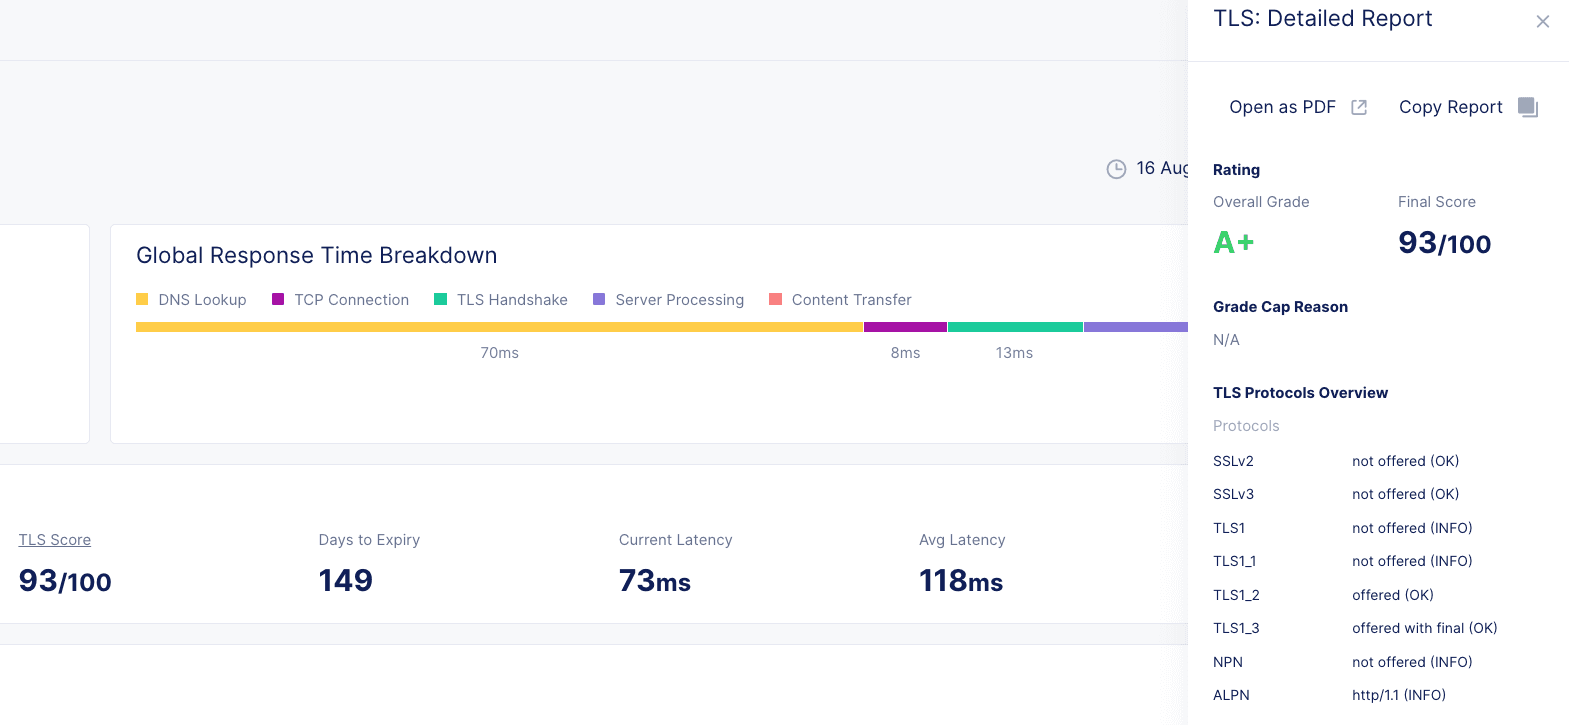 TLS: Detailed Report
Open as PDF
Copy Report
16 Aug
Rating
Overall Grade
Final Score
A+
93/100
Grade Cap Reason
N/A
TLS Protocols Overview
Protocols
SSLv2 not offered (OK)
SSLv3 not offered (OK)
TLS1 not offered (INFO)
TLS1_1 not offered (INFO)
TLS1_2 offered (OK)
TLS1_3 offered with final (OK)
NPN not offered (INFO)
ALPN http/1.1 (INFO)
Global Response Time Breakdown
DNS Lookup TCP Connection TLS Handshake Server Processing Content Transfer
70ms 8ms 13ms
TLS Score Days to Expiry Current Latency Avg Latency
93/100 149 73ms 118ms